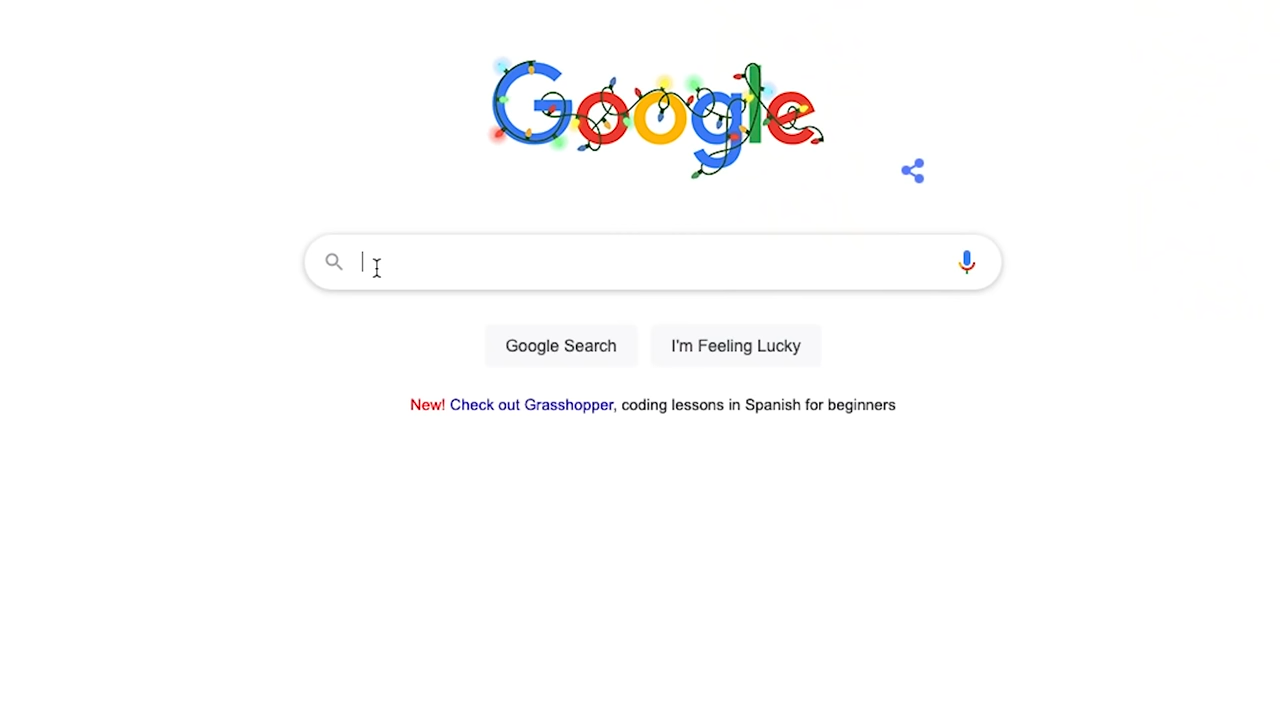 Google
Google Search
I'm Feeling Lucky
New! Check out Grasshopper, coding lessons in Spanish for beginners